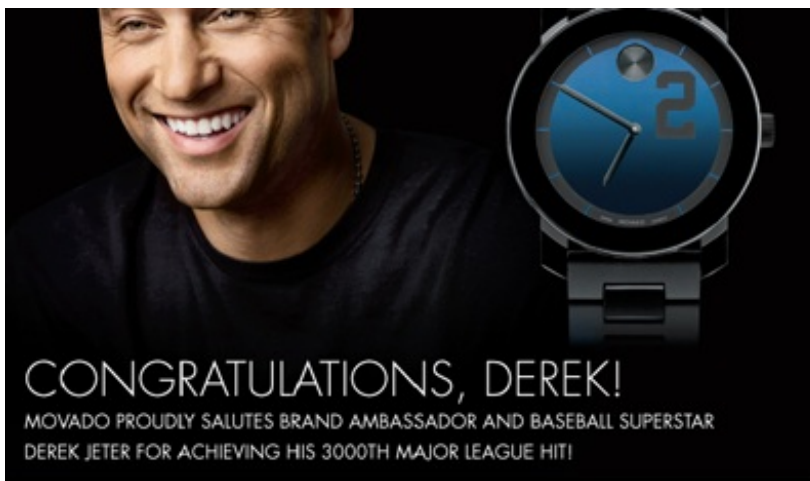 2
CONGRATULATIONS, DEREK!
MOVADO PROUDLY SALUTES BRAND AMBASSADOR AND BASEBALL SUPERSTAR
DEREK JETER FOR ACHIEVING HIS 3000TH MAJOR LEAGUE HIT!